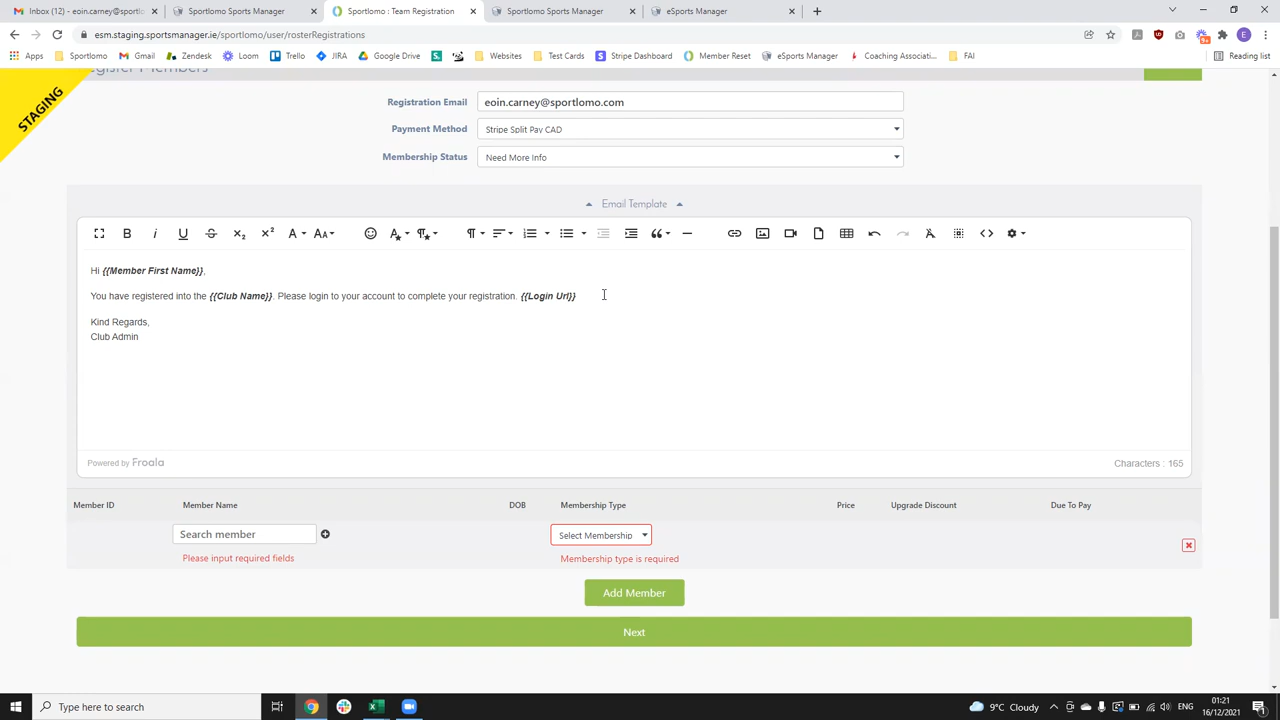 Inbox (12) - eoin.carney@sportl
Sportlomo Sports Manager
Sportlomo : Team Registration
Sportlomo Sports Manager
eSports Manager
esm.staging.sportsmanager.ie/sportlomo/user/rosterRegistrations
Apps
Sportlomo
Gmail
Zendesk
Loom
Trello
JIRA
Google Drive
Websites
Test Cards
Stripe Dashboard
Member Reset
eSports Manager
Coaching Associati...
FAI
Reading list
STAGING
Register Members
Registration Email
eoin.carney@sportlomo.com
Payment Method
Stripe Split Pay CAD
Membership Status
Need More Info
Email Template
Hi {{Member First Name}},
You have registered into the {{Club Name}}. Please login to your account to complete your registration. {{Login Url}}
Kind Regards,
Club Admin
Powered by Froala
Characters : 165
Member ID Member Name DOB Membership Type Price Upgrade Discount Due To Pay
Search member
Select Membership
Please input required fields
Membership type is required
Add Member
Next
Type here to search
9°C Cloudy
ENG
01:21
16/12/2021